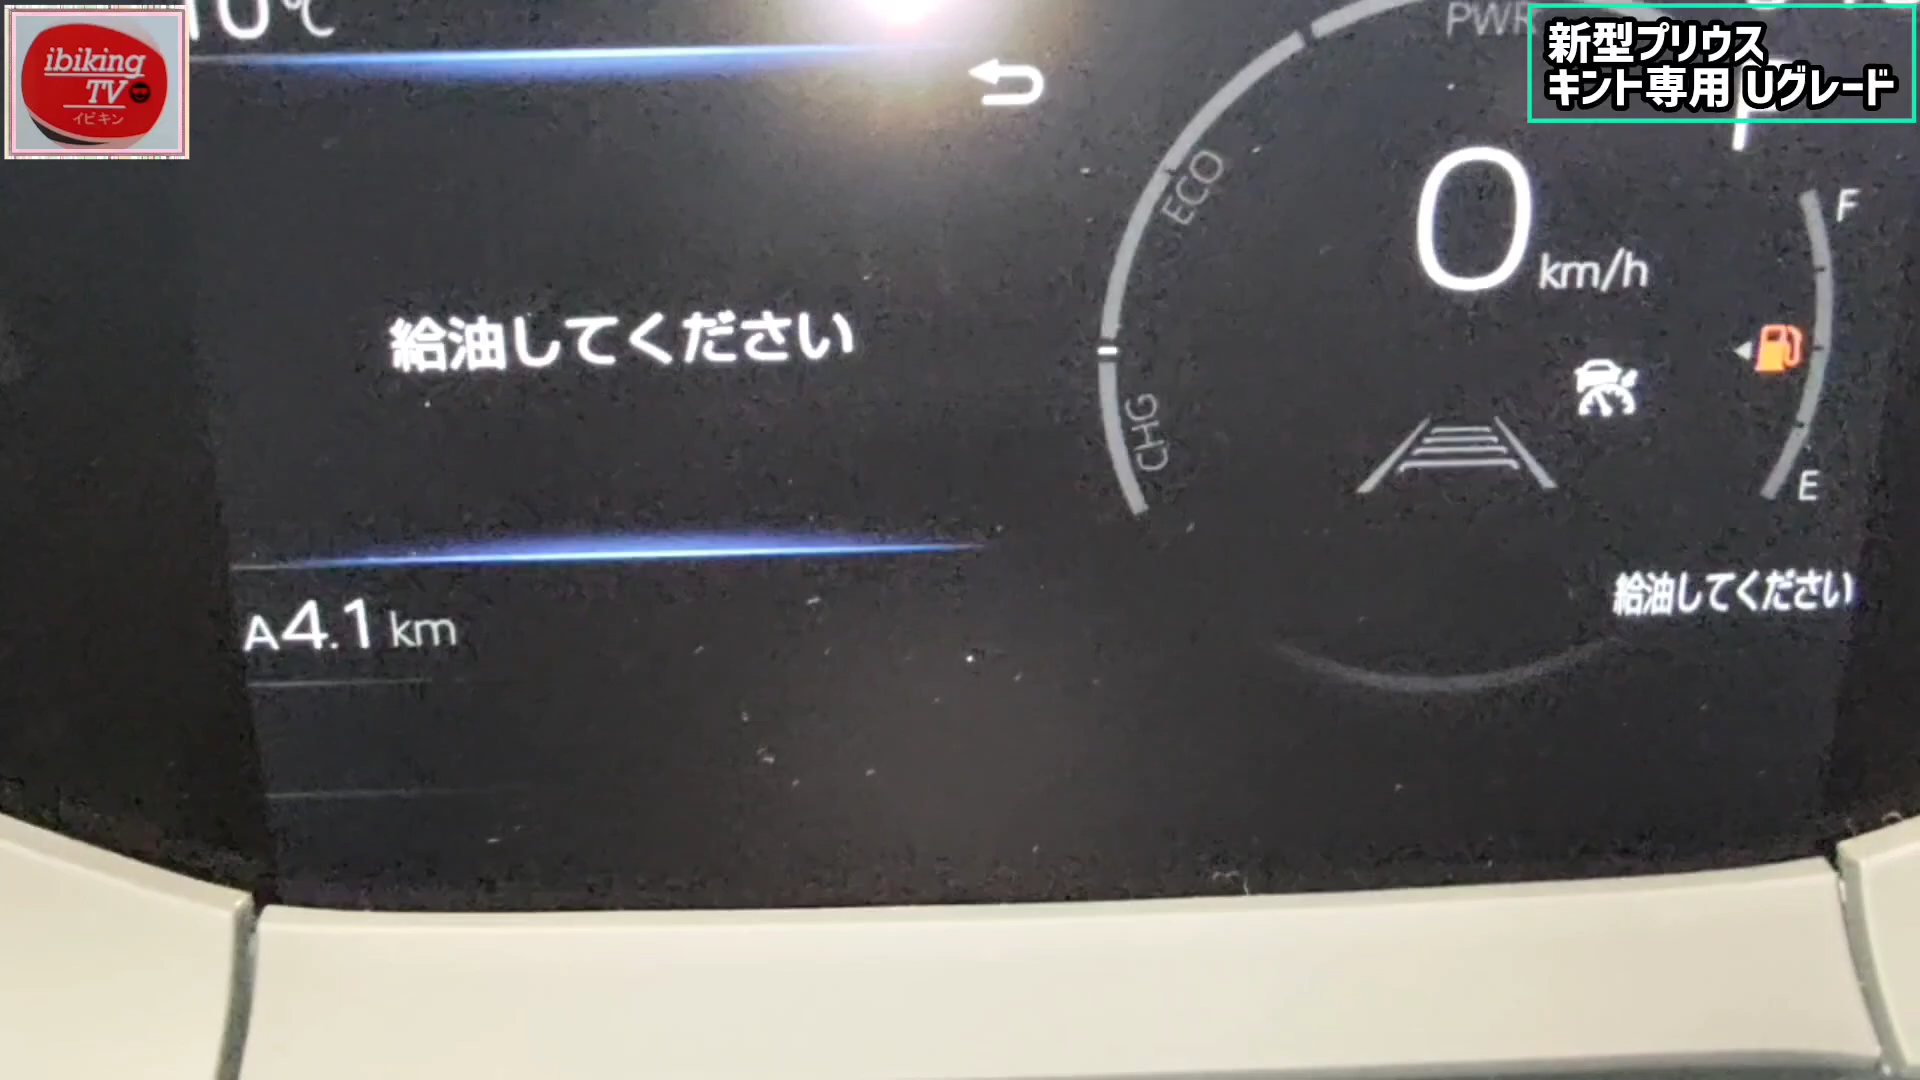 ibiking
TV
イビキン
10℃
PWR
新型プリウス
キント専用 Uグレード
ECO
0 km/h
F
給油してください
CHG
E
給油してください
A4.1 km